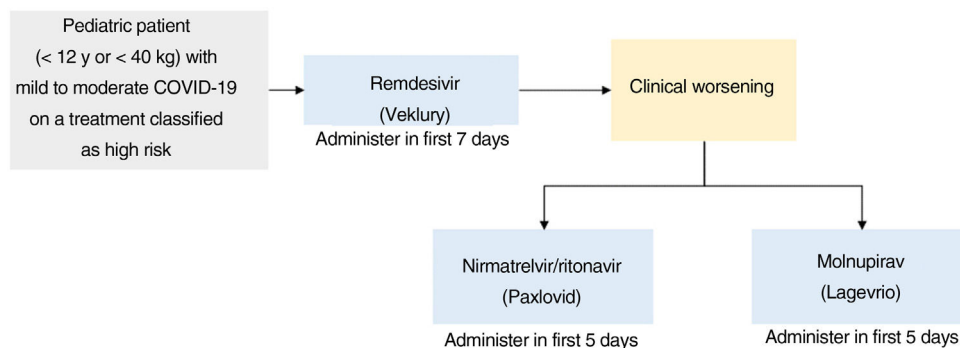 Pediatric patient
(< 12 y or < 40 kg) with
mild to moderate COVID-19
on a treatment classified
as high risk
Remdesivir
(Veklury)
Administer in first 7 days
Clinical worsening
Nirmatrelvir/ritonavir
(Paxlovid)
Administer in first 5 days
Molnupirav
(Lagevrio)
Administer in first 5 days